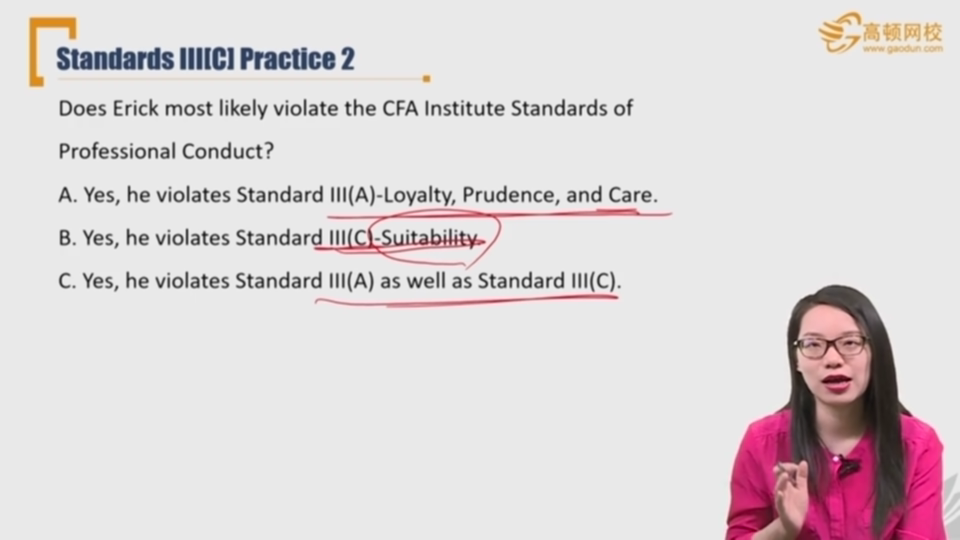 Standards III[C] Practice 2
高顿网校
www.gaodun.com
Does Erick most likely violate the CFA Institute Standards of
Professional Conduct?
A. Yes, he violates Standard III(A)-Loyalty, Prudence, and Care.
B. Yes, he violates Standard III(C)-Suitability.
C. Yes, he violates Standard III(A) as well as Standard III(C).